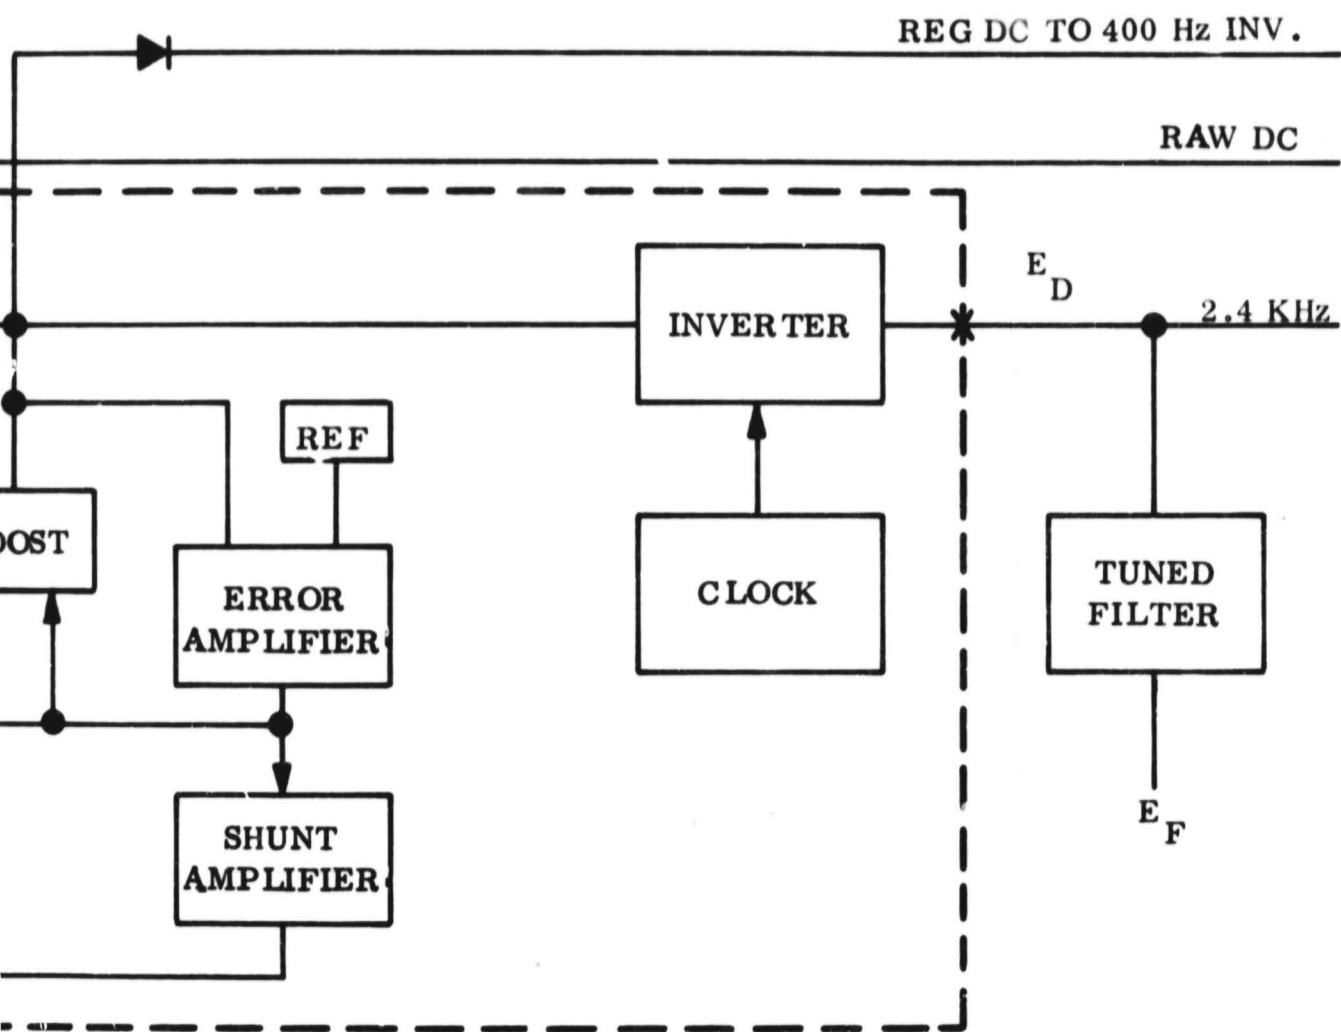 REG DC TO 400 Hz INV.
RAW DC
E D
2.4 KHz
INVERTER
REF
OOST
CLOCK
TUNED
FILTER
ERROR
AMPLIFIER
E F
SHUNT
AMPLIFIER